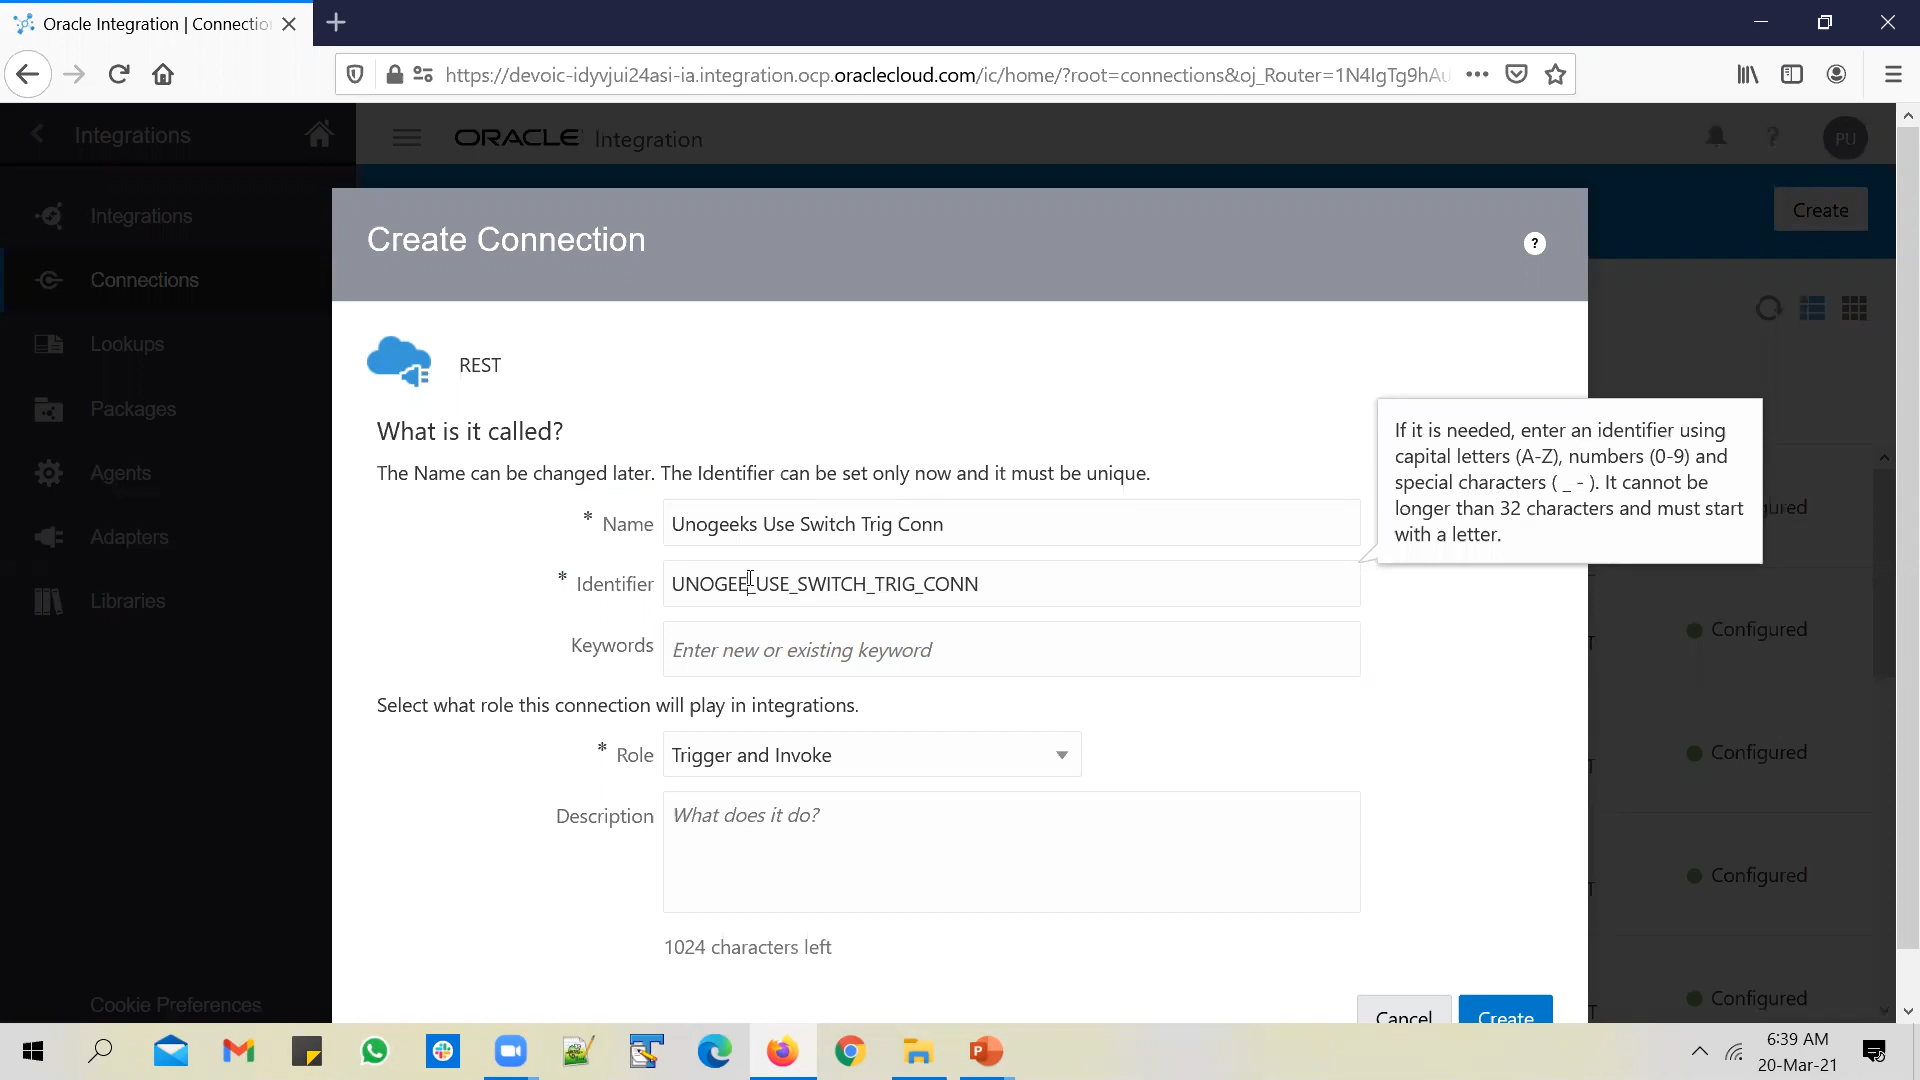 Oracle Integration | Connectio
https://devoic-idyvjui24asi-ia.integration.ocp.oraclecloud.com/ic/home/?root=connections&oj_Router=1N4IgTg9hAu
Integrations
ORACLE Integration
PU
Integrations
Connections
Lookups
Packages
Agents
Adapters
Libraries
Cookie Preferences
Create
Create Connection
?
REST
What is it called?
The Name can be changed later. The Identifier can be set only now and it must be unique.
* Name Unogeeks Use Switch Trig Conn
* Identifier UNOGEE_USE_SWITCH_TRIG_CONN
Keywords Enter new or existing keyword
If it is needed, enter an identifier using
capital letters (A-Z), numbers (0-9) and
special characters ( _ - ). It cannot be
longer than 32 characters and must start
with a letter.
Select what role this connection will play in integrations.
* Role Trigger and Invoke
Description What does it do?
1024 characters left
Cancel
Create
Configured
Configured
Configured
Configured
6:39 AM
20-Mar-21